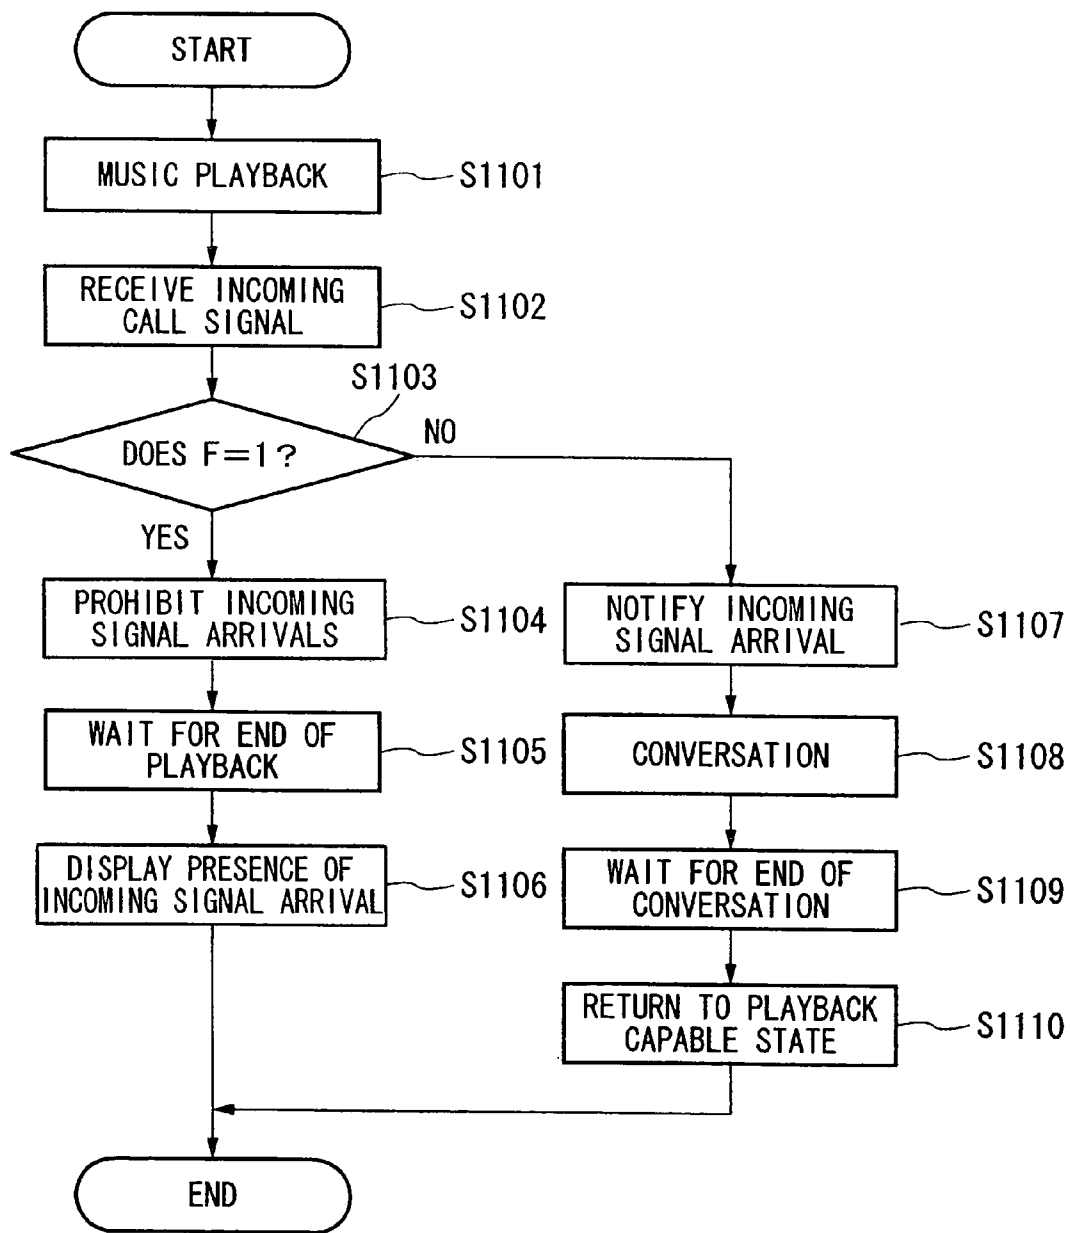 START
MUSIC PLAYBACK
S1101
RECEIVE INCOMING
CALL SIGNAL
S1102
S1103
DOES F=1?
NO
YES
PROHIBIT INCOMING
SIGNAL ARRIVALS
S1104
WAIT FOR END OF
PLAYBACK
S1105
DISPLAY PRESENCE OF
INCOMING SIGNAL ARRIVAL
S1106
NOTIFY INCOMING
SIGNAL ARRIVAL
S1107
CONVERSATION
S1108
WAIT FOR END OF
CONVERSATION
S1109
RETURN TO PLAYBACK
CAPABLE STATE
S1110
END